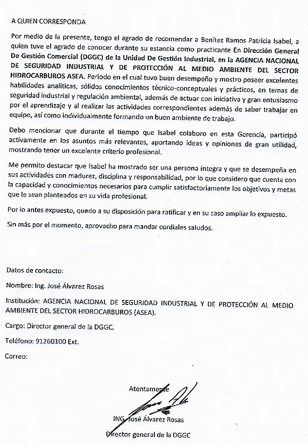 A QUIEN CORRESPONDA
Por medio de la presente, tengo el agrado de recomendar a Benítez Ramos Patricia Isabel, a
quien tuve el agrado de conocer durante su estancia como practicante En Dirección General
De Gestión Comercial (DGGC) de la Unidad De Gestión Industrial, en la AGENCIA NACIONAL
DE SEGURIDAD INDUSTRIAL Y DE PROTECCIÓN AL MEDIO AMBIENTE DEL SECTOR
HIDROCARBUROS ASEA. Periodo en el cual tuvo buen desempeño y mostro poseer excelentes
habilidades analíticas, sólidos conocimientos técnico-conceptuales y prácticos, en temas de
seguridad industrial y regulación ambiental, además de actuar con iniciativa y gran entusiasmo
por el aprendizaje y al realizar las actividades correspondientes además de saber trabajar en
equipo, así como individualmente formando un buen ambiente de trabajo.
Debo mencionar que durante el tiempo que Isabel colaboro en esta Gerencia, participó
activamente en los asuntos más relevantes, aportando ideas y opiniones de gran utilidad,
mostrando tener un excelente criterio profesional.
Me permito destacar que Isabel ha mostrado ser una persona integra y que se desempeña en
sus actividades con madurez, disciplina y responsabilidad, por lo que considero que cuenta con
la capacidad y conocimientos necesarios para cumplir satisfactoriamente los objetivos y metas
que le sean planteados en su vida profesional.
Por lo antes expuesto, quedo a su disposición para ratificar y en su caso ampliar lo expuesto.
Sin más por el momento, aprovecho para mandar cordiales saludos.
Datos de contacto:
Nombre: Ing. José Álvarez Rosas
Institución: AGENCIA NACIONAL DE SEGURIDAD INDUSTRIAL Y DE PROTECCIÓN AL MEDIO
AMBIENTE DEL SECTOR HIDROCARBUROS (ASEA).
Cargo: Director general de la DGGC.
Teléfono: 91260100 Ext.
Correo:
Atentamente
ING. José Álvarez Rosas
Director general de la DGGC